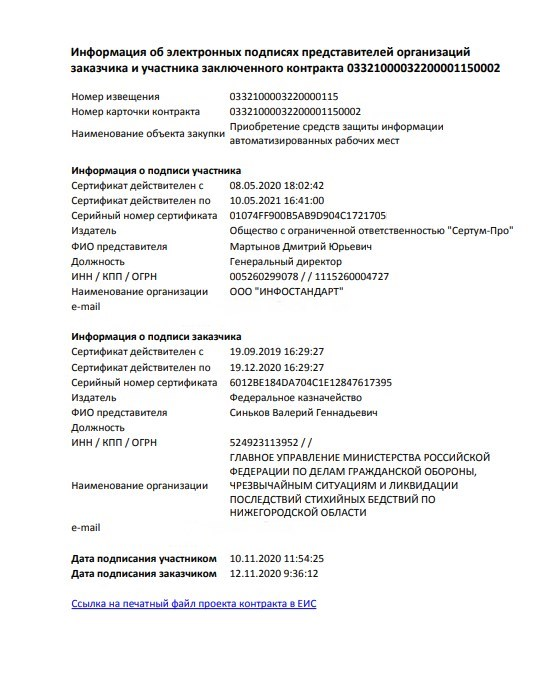 Информация об электронных подписях представителей организаций
заказчика и участника заключенного контракта 03321000032200001150002
Номер извещения 0332100003220000115
Номер карточки контракта 0332100003220000115​0002
Наименование объекта закупки Приобретение средств защиты информации
автоматизированных рабочих мест
Информация о подписи участника
Сертификат действителен с 08.05.2020 18:02:42
Сертификат действителен по 10.05.2021 16:41:00
Серийный номер сертификата 01074FF900B5AB9D904C1721705
Издатель Общество с ограниченной ответственностью "Сертум-Про"
ФИО представителя Мартынов Дмитрий Юрьевич
Должность Генеральный директор
ИНН / КПП / ОГРН 005260299078 / / 1115260004727
Наименование организации ООО "ИНФОСТАНДАРТ"
e-mail
Информация о подписи заказчика
Сертификат действителен с 19.09.2019 16:29:27
Сертификат действителен по 19.12.2020 16:29:27
Серийный номер сертификата 6012BE184DA704C1E12847617395
Издатель Федеральное казначейство
ФИО представителя Синьков Валерий Геннадьевич
Должность
ИНН / КПП / ОГРН 524923113952 / /
Наименование организации ГЛАВНОЕ УПРАВЛЕНИЕ МИНИСТЕРСТВА РОССИЙСКОЙ
ФЕДЕРАЦИИ ПО ДЕЛАМ ГРАЖДАНСКОЙ ОБОРОНЫ,
ЧРЕЗВЫЧАЙНЫМ СИТУАЦИЯМ И ЛИКВИДАЦИИ
ПОСЛЕДСТВИЙ СТИХИЙНЫХ БЕДСТВИЙ ПО
НИЖЕГОРОДСКОЙ ОБЛАСТИ
e-mail
Дата подписания участником 10.11.2020 11:54:25
Дата подписания заказчиком 12.11.2020 9:36:12
Ссылка на печатный файл проекта контракта в ЕИС